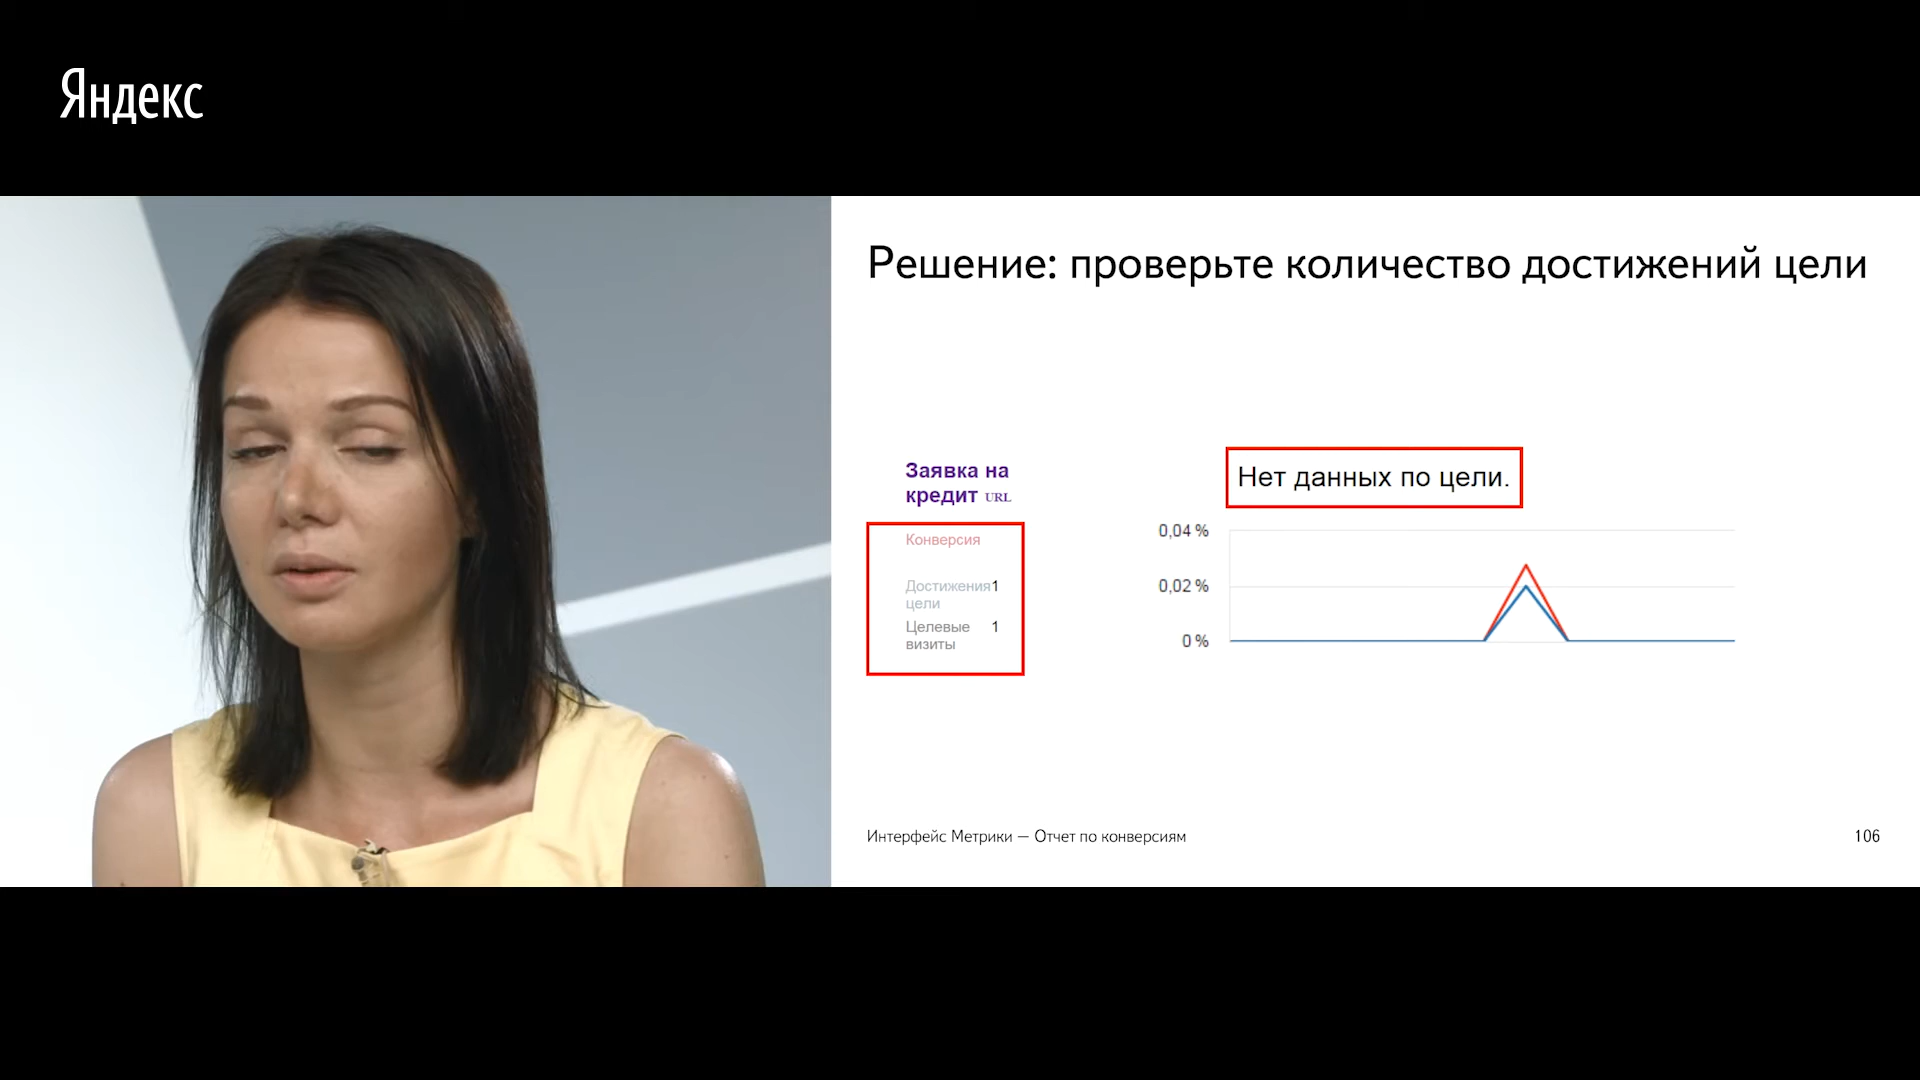 Яндекс
Решение: проверьте количество достижений цели
Заявка на
кредит URL
Конверсия
Достижения 1
цели
Целевые 1
визиты
Нет данных по цели.
0,04 %
0,02 %
0 %
Интерфейс Метрики — Отчет по конверсиям
106